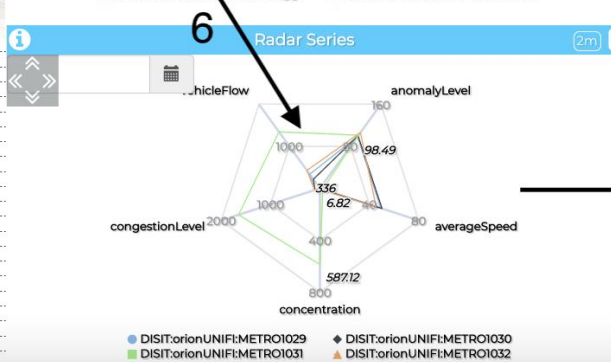 6
Radar Series
2m
vehicleFlow
anomalyLevel
160
1000
80
98.49
336
6.82
1000
40
2000
80
congestionLevel
averageSpeed
400
587.12
800
concentration
DISIT:orionUNIFI:METRO1029
DISIT:orionUNIFI:METRO1030
DISIT:orionUNIFI:METRO1031
DISIT:orionUNIFI:METRO1032